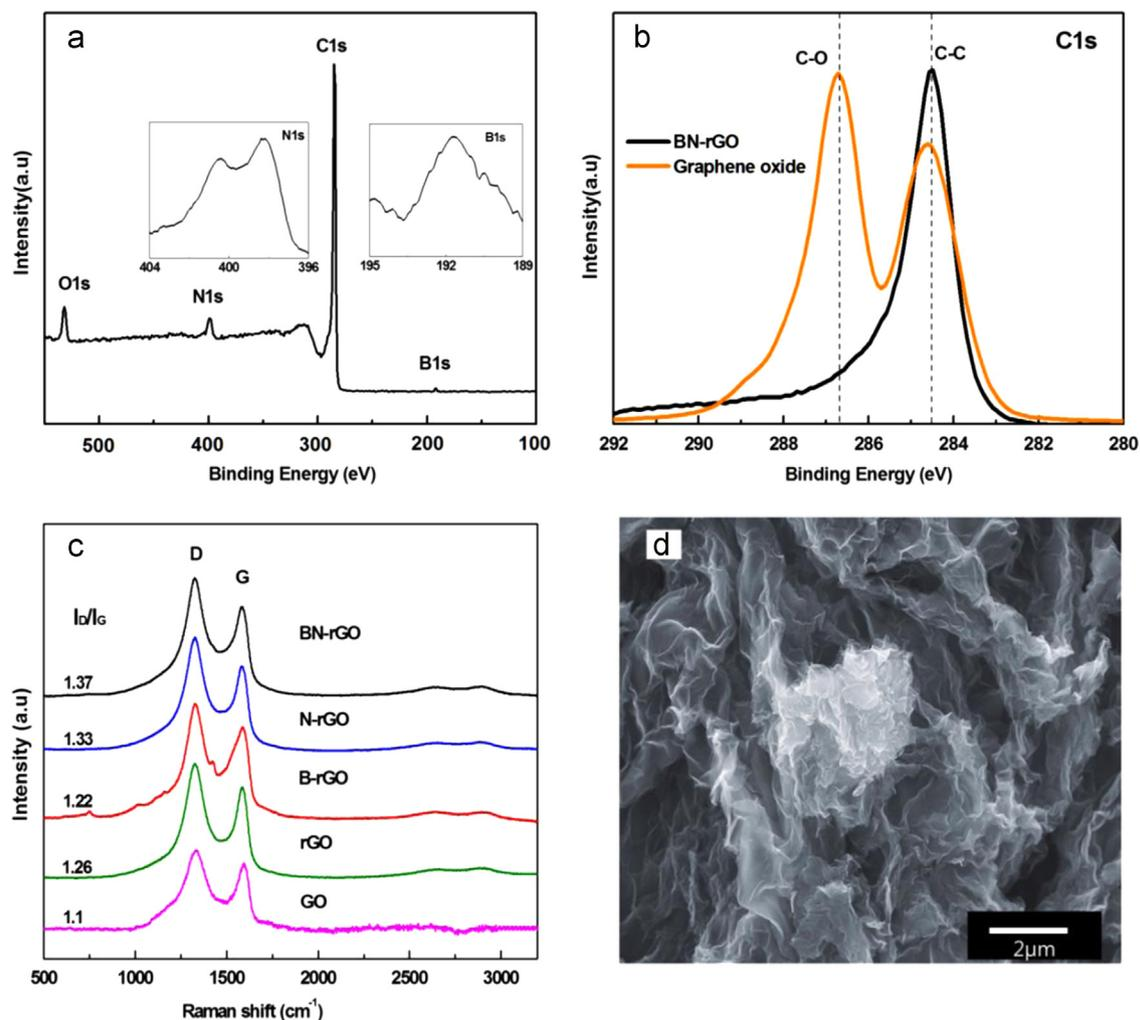 a
C1s
N1s
B1s
404
400
396
195
192
189
O1s
N1s
B1s
Intensity(a.u)
500
400
300
200
100
Binding Energy (eV)
b
C1s
C-O
C-C
BN-rGO
Graphene oxide
Intensity(a.u)
292
290
288
286
284
282
280
Binding Energy (eV)
c
D
G
ID/IG
BN-rGO
1.37
N-rGO
1.33
B-rGO
1.22
rGO
1.26
GO
1.1
Intensity (a.u)
500
1000
1500
2000
2500
3000
Raman shift (cm-1)
d
2μm